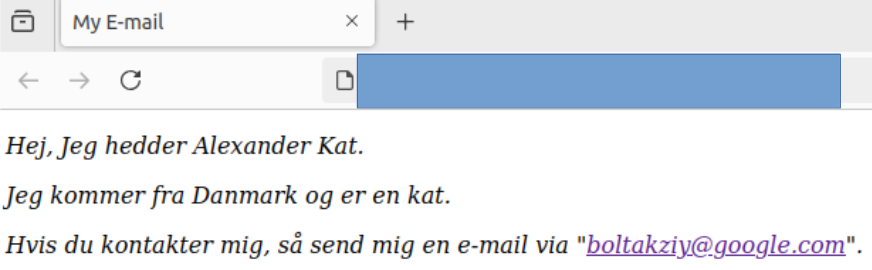 My E-mail
Hej, Jeg hedder Alexander Kat.
Jeg kommer fra Danmark og er en kat.
Hvis du kontakter mig, så send mig en e-mail via "boltakziy@google.com".